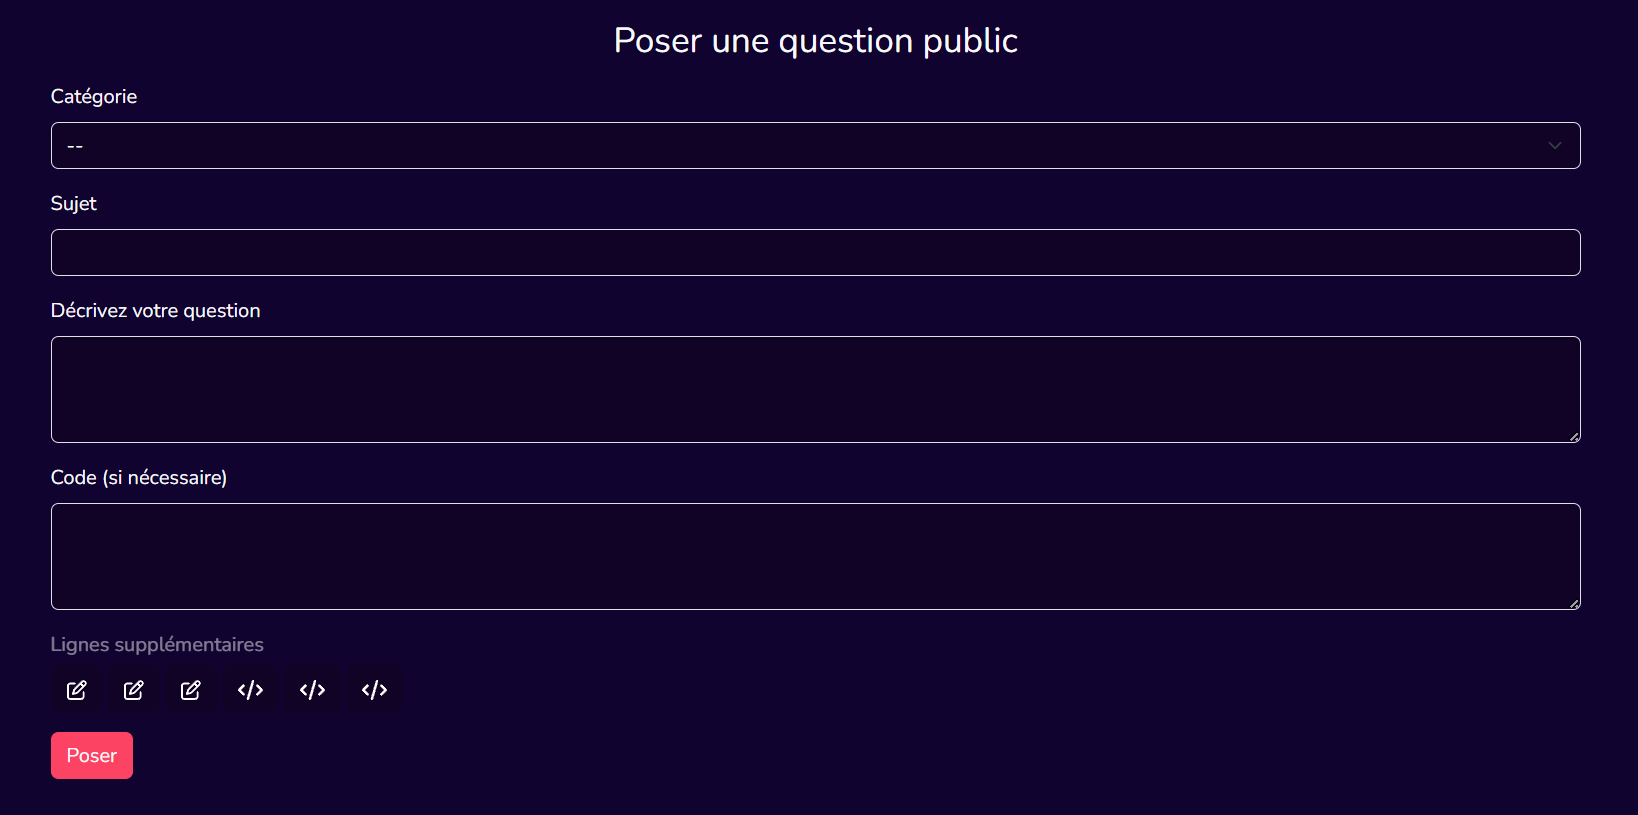 Poser une question public
Catégorie
--
Sujet
Décrivez votre question
Code (si nécessaire)
Lignes supplémentaires
Poser